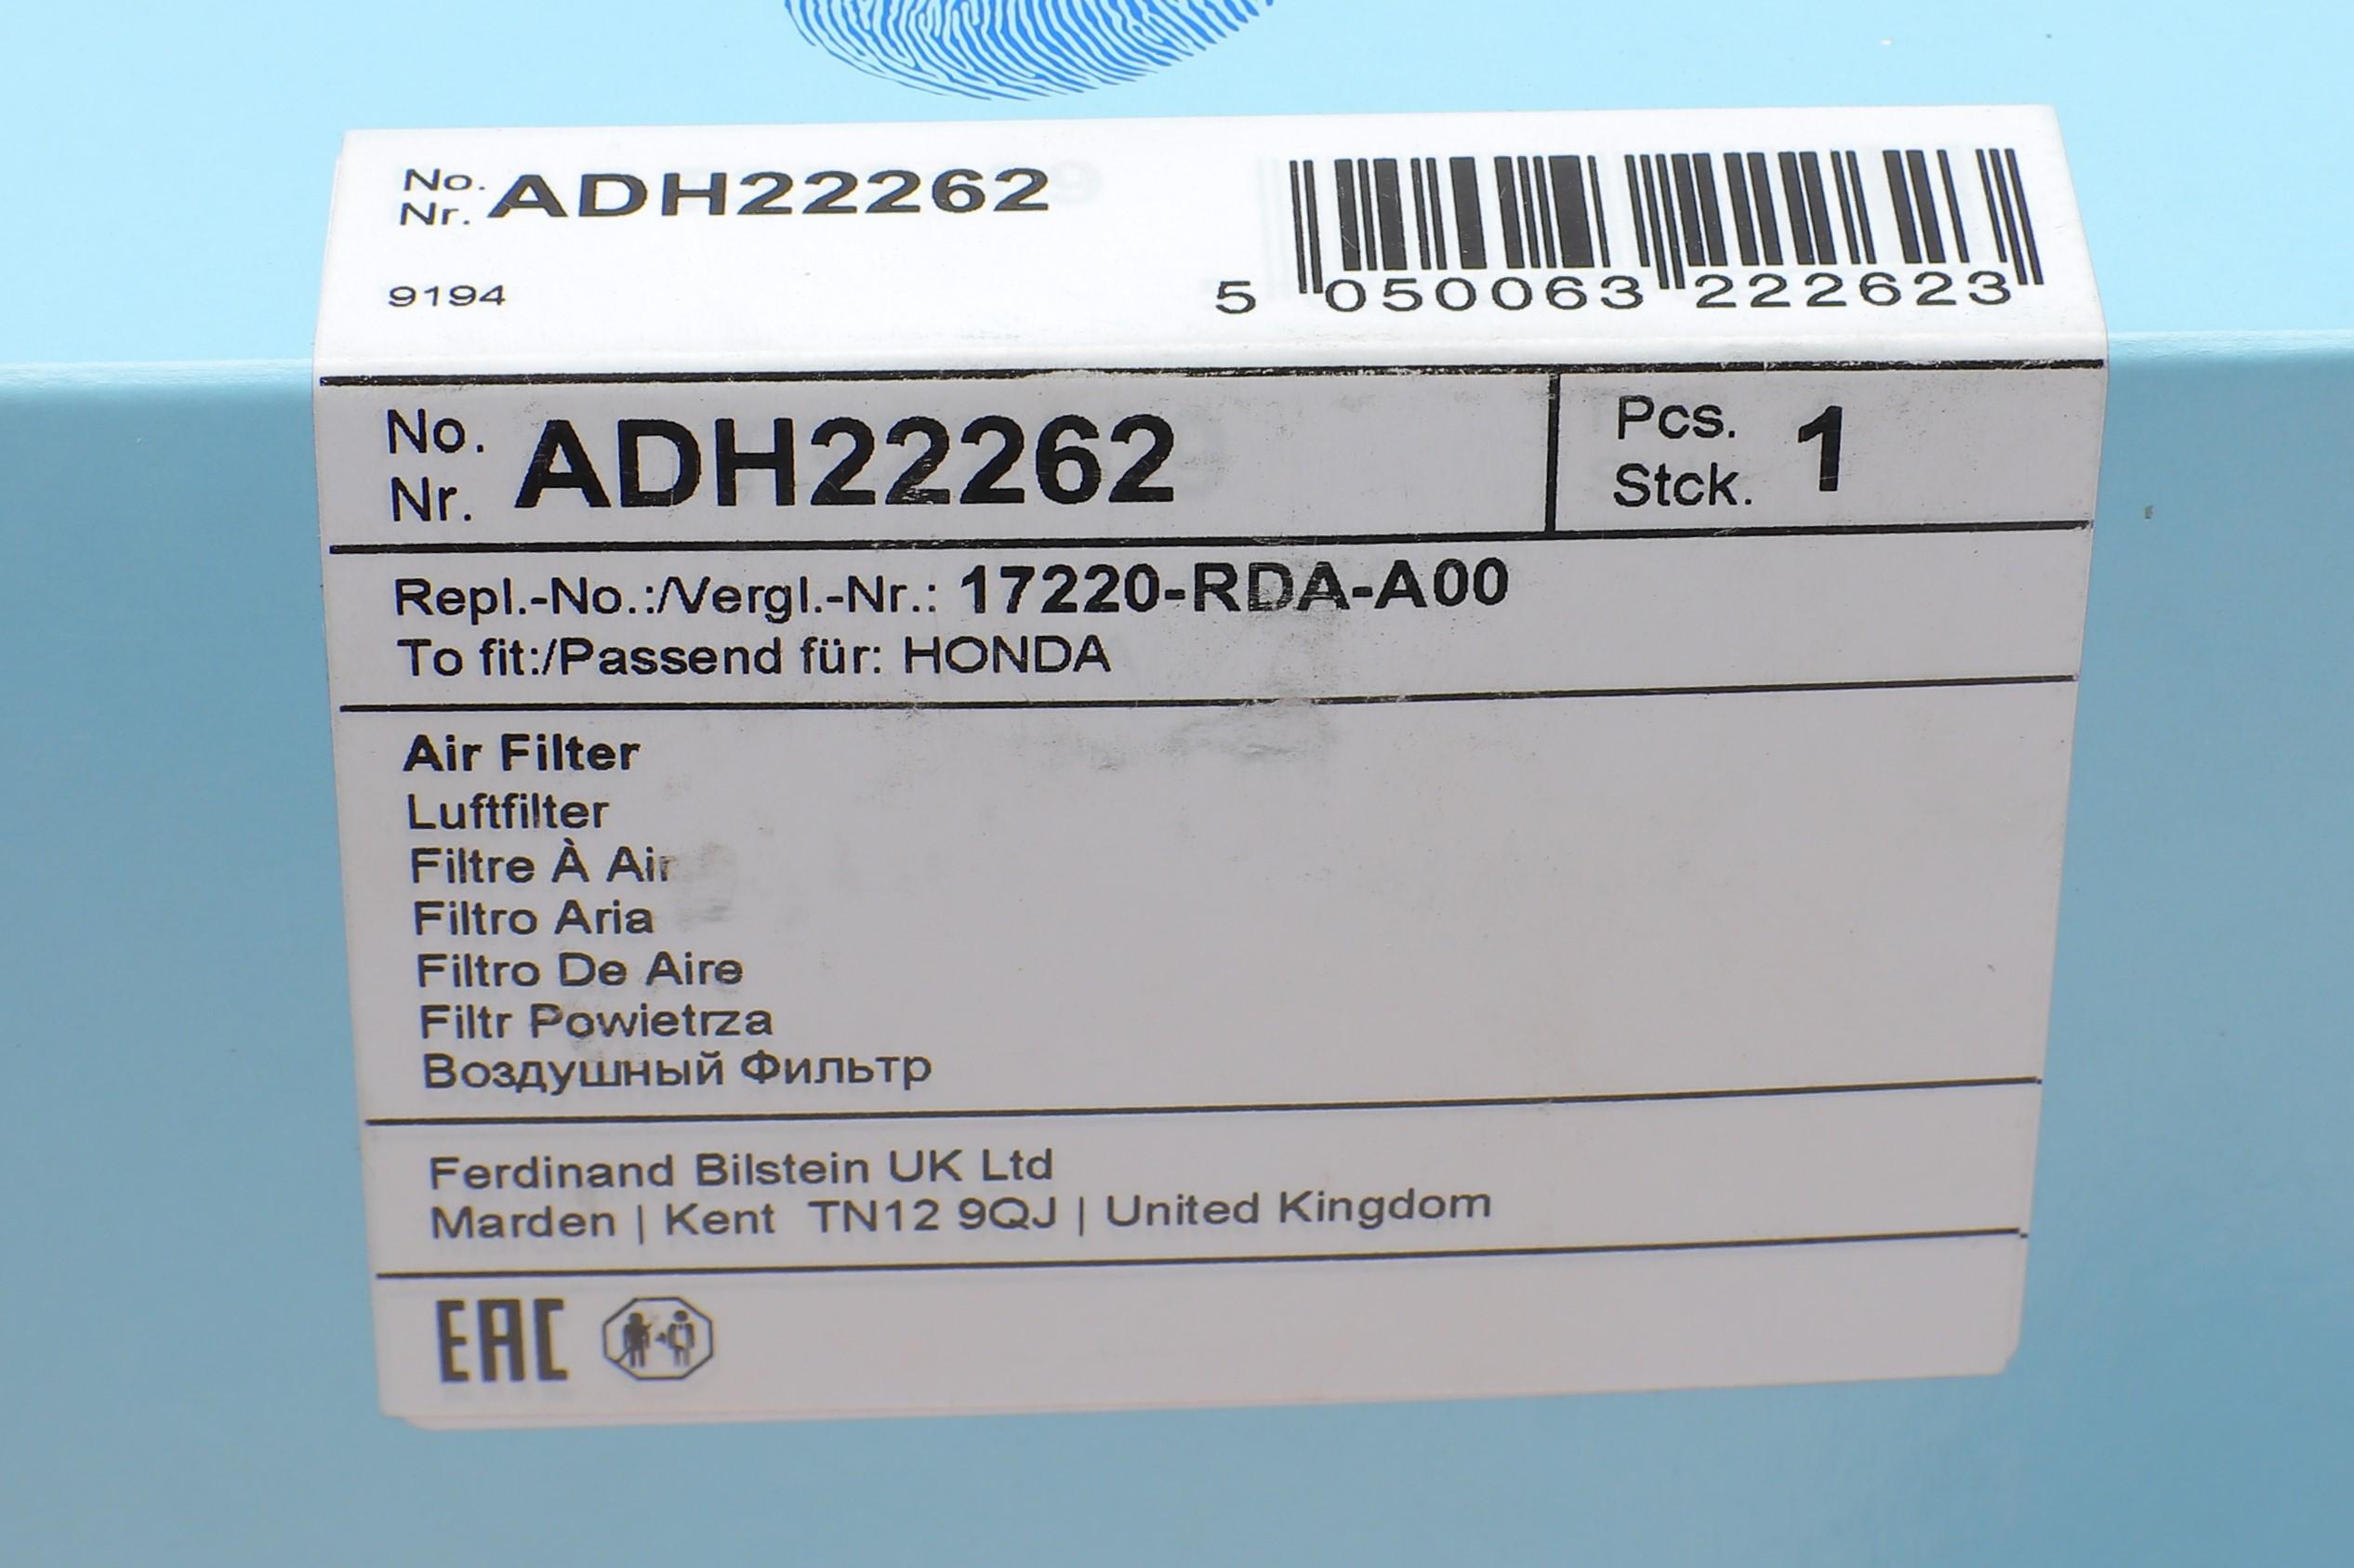 No.
Nr. ADH22262
9194
5 050063 222623
No.
Nr. ADH22262
Pcs.
Stck. 1
Repl.-No.:/Vergl.-Nr.: 17220-RDA-A00
To fit:/Passend für: HONDA
Air Filter
Luftfilter
Filtre À Air
Filtro Aria
Filtro De Aire
Filtr Powietrza
Воздушный Фильтр
Ferdinand Bilstein UK Ltd
Marden | Kent TN12 9QJ | United Kingdom
EAC